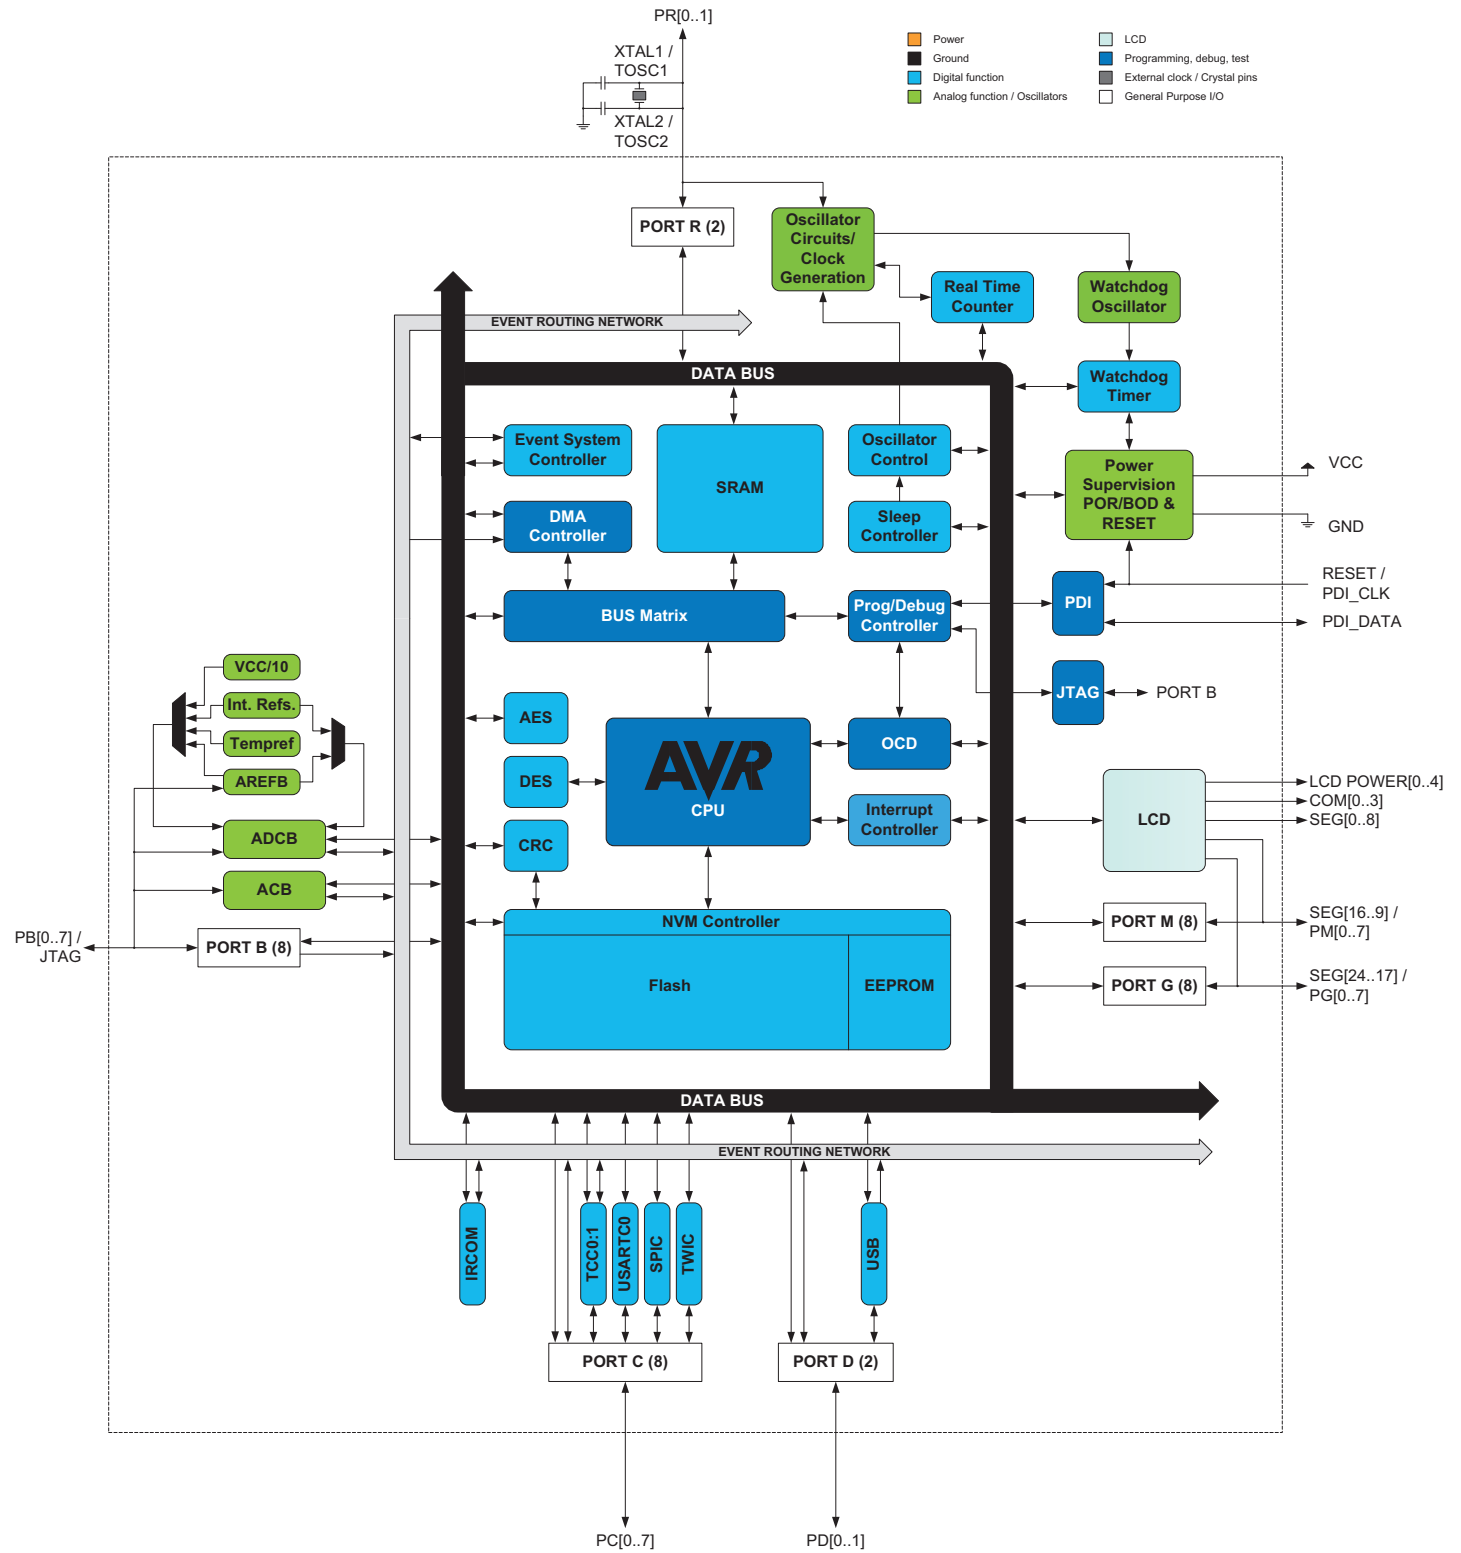 PR[0..1]
XTAL1 /
TOSC1
XTAL2 /
TOSC2
Power
Ground
Digital function
Analog function / Oscillators
LCD
Programming, debug, test
External clock / Crystal pins
General Purpose I/O
PORT R (2)
Oscillator
Circuits/
Clock
Generation
Real Time
Counter
Watchdog
Oscillator
EVENT ROUTING NETWORK
DATA BUS
Watchdog
Timer
Event System
Controller
SRAM
Oscillator
Control
Power
Supervision
POR/BOD &
RESET
VCC
GND
DMA
Controller
Sleep
Controller
RESET /
PDI_CLK
PDI_DATA
BUS Matrix
Prog/Debug
Controller
PDI
JTAG
PORT B
VCC/10
Int. Refs.
Tempref
AREFB
ADCB
ACB
AES
DES
CRC
AVR
CPU
OCD
Interrupt
Controller
LCD
LCD POWER[0..4]
COM[0..3]
SEG[0..8]
PORT M (8)
SEG[16..9] /
PM[0..7]
PORT G (8)
SEG[24..17] /
PG[0..7]
PB[0..7] /
JTAG
PORT B (8)
NVM Controller
Flash
EEPROM
DATA BUS
EVENT ROUTING NETWORK
IRCOM
TCC0:1
USARTC0
SPIC
TWIC
USB
PORT C (8)
PORT D (2)
PC[0..7]
PD[0..1]